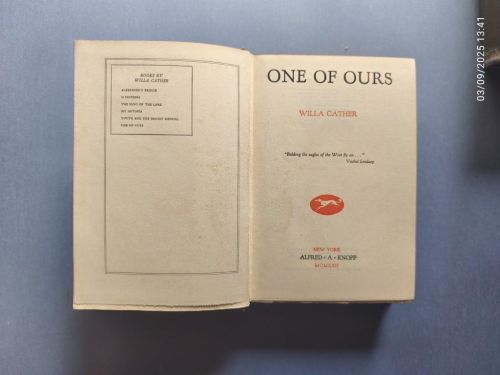 BOOKS BY
WILLA CATHER
ALEXANDER'S BRIDGE
O PIONEERS
THE SONG OF THE LARK
MY ÁNTONIA
YOUTH AND THE BRIGHT MEDUSA
ONE OF OURS
ONE OF OURS
WILLA CATHER
"Bidding the eagles of the West fly on . . . "
Vachel Lindsay
NEW YORK
ALFRED · A · KNOPF
MCMXXII
03/09/2025 13:41